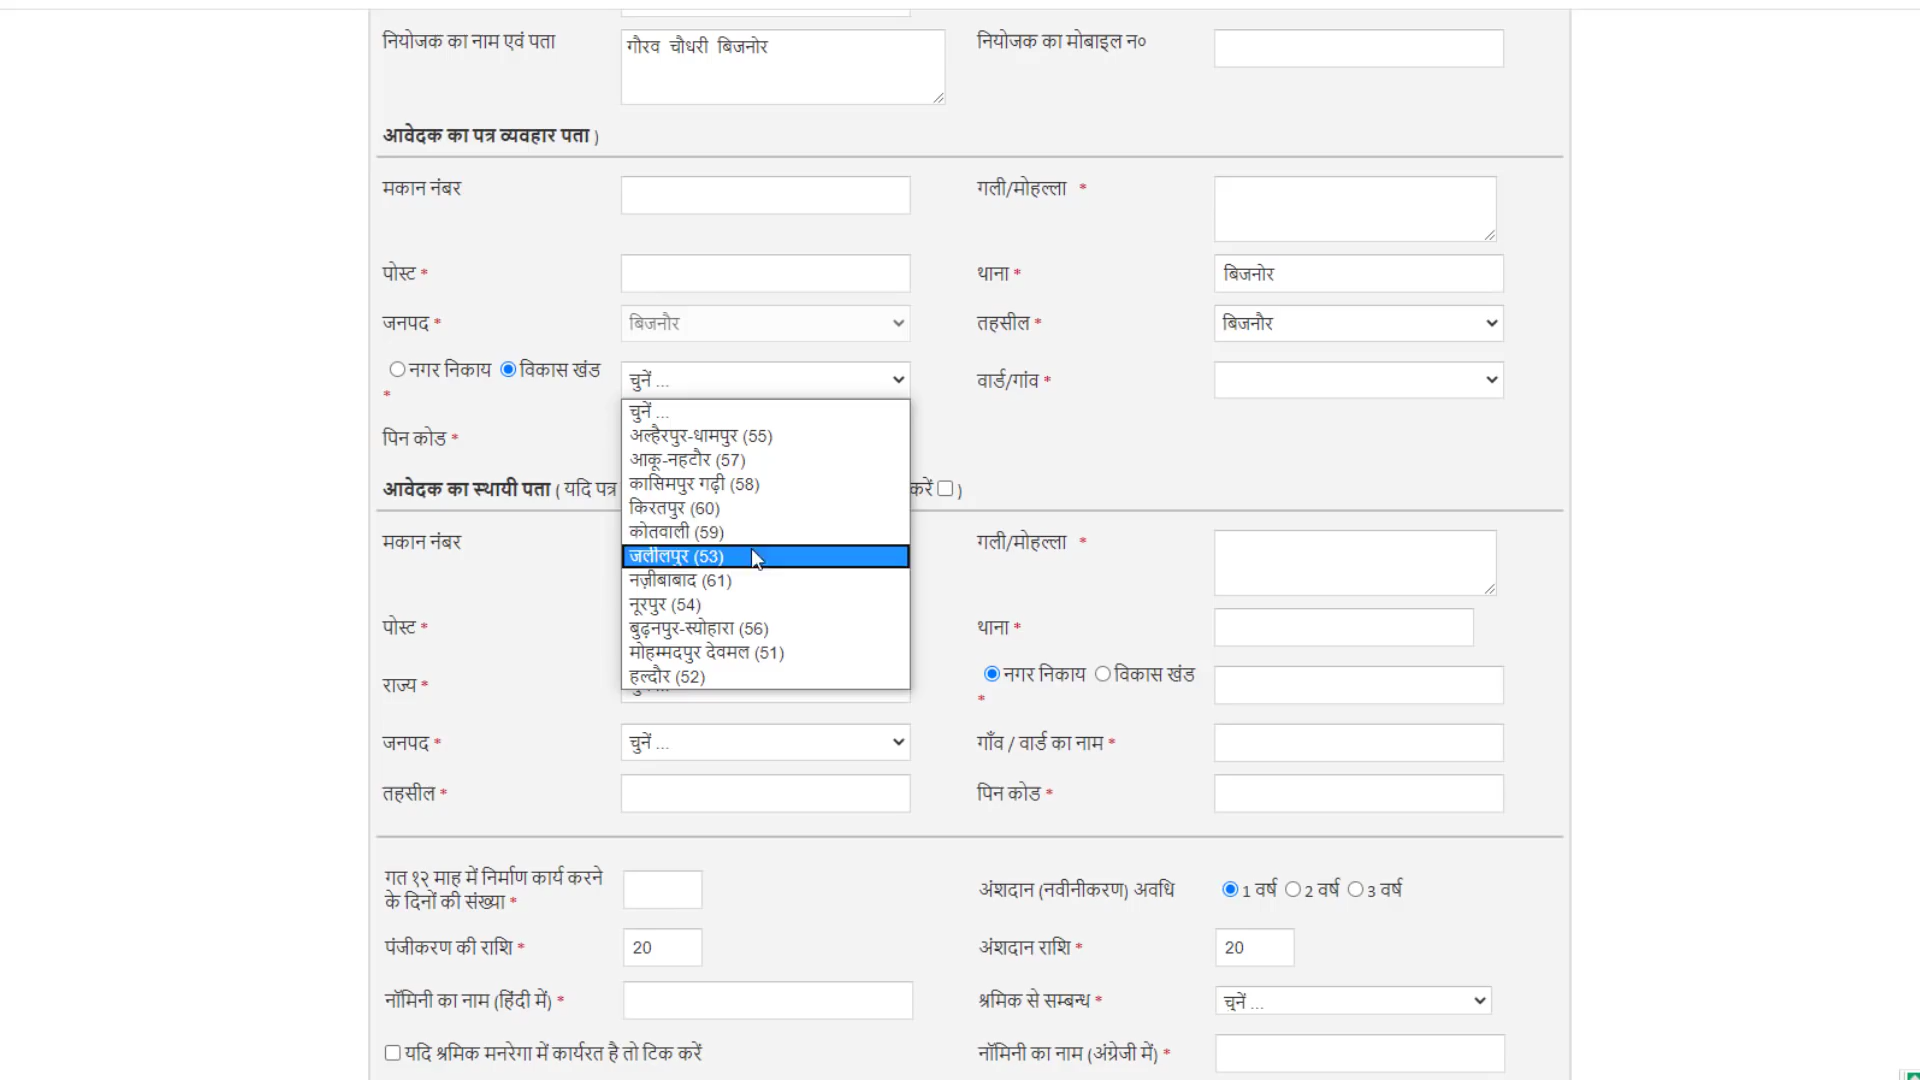 नियोजक का नाम एवं पता
गौरव चौधरी बिजनोर
नियोजक का मोबाइल न०
आवेदक का पत्र व्यवहार पता )
मकान नंबर
गली/मोहल्ला *
पोस्ट *
थाना *
बिजनोर
जनपद *
बिजनौर
तहसील *
बिजनौर
नगर निकाय विकास खंड
*
चुनें ...
वार्ड/गांव *
चुनें ...
अल्हैरपुर-धामपुर (55)
पिन कोड *
आकू-नहटौर (57)
कासिमपुर गढ़ी (58)
आवेदक का स्थायी पता ( यदि पत्र
करें )
किरतपुर (60)
कोतवाली (59)
मकान नंबर
गली/मोहल्ला *
जलीलपुर (53)
नज़ीबाबाद (61)
नूरपुर (54)
पोस्ट *
थाना *
बुढ़नपुर-स्योहारा (56)
मोहम्मदपुर देवमल (51)
हल्दौर (52)
राज्य *
नगर निकाय विकास खंड
*
जनपद *
चुनें ...
गाँव / वार्ड का नाम *
तहसील *
पिन कोड *
गत १२ माह में निर्माण कार्य करने
के दिनों की संख्या *
अंशदान (नवीनीकरण) अवधि
1 वर्ष 2 वर्ष 3 वर्ष
पंजीकरण की राशि *
20
अंशदान राशि *
20
नॉमिनी का नाम (हिंदी में) *
श्रमिक से सम्बन्ध *
चुनें ...
यदि श्रमिक मनरेगा में कार्यरत है तो टिक करें
नॉमिनी का नाम (अंग्रेजी में) *